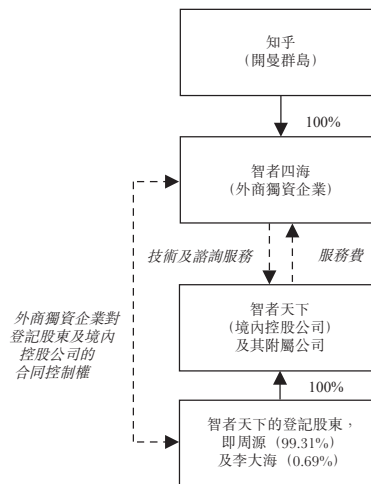 知乎
（開曼群島）
100%
智者四海
（外商獨資企業）
技術及諮詢服務
服務費
外商獨資企業對
登記股東及境內
控股公司的
合同控制權
智者天下
（境內控股公司）
及其附屬公司
100%
智者天下的登記股東，
即周源（99.31%）
及李大海（0.69%）